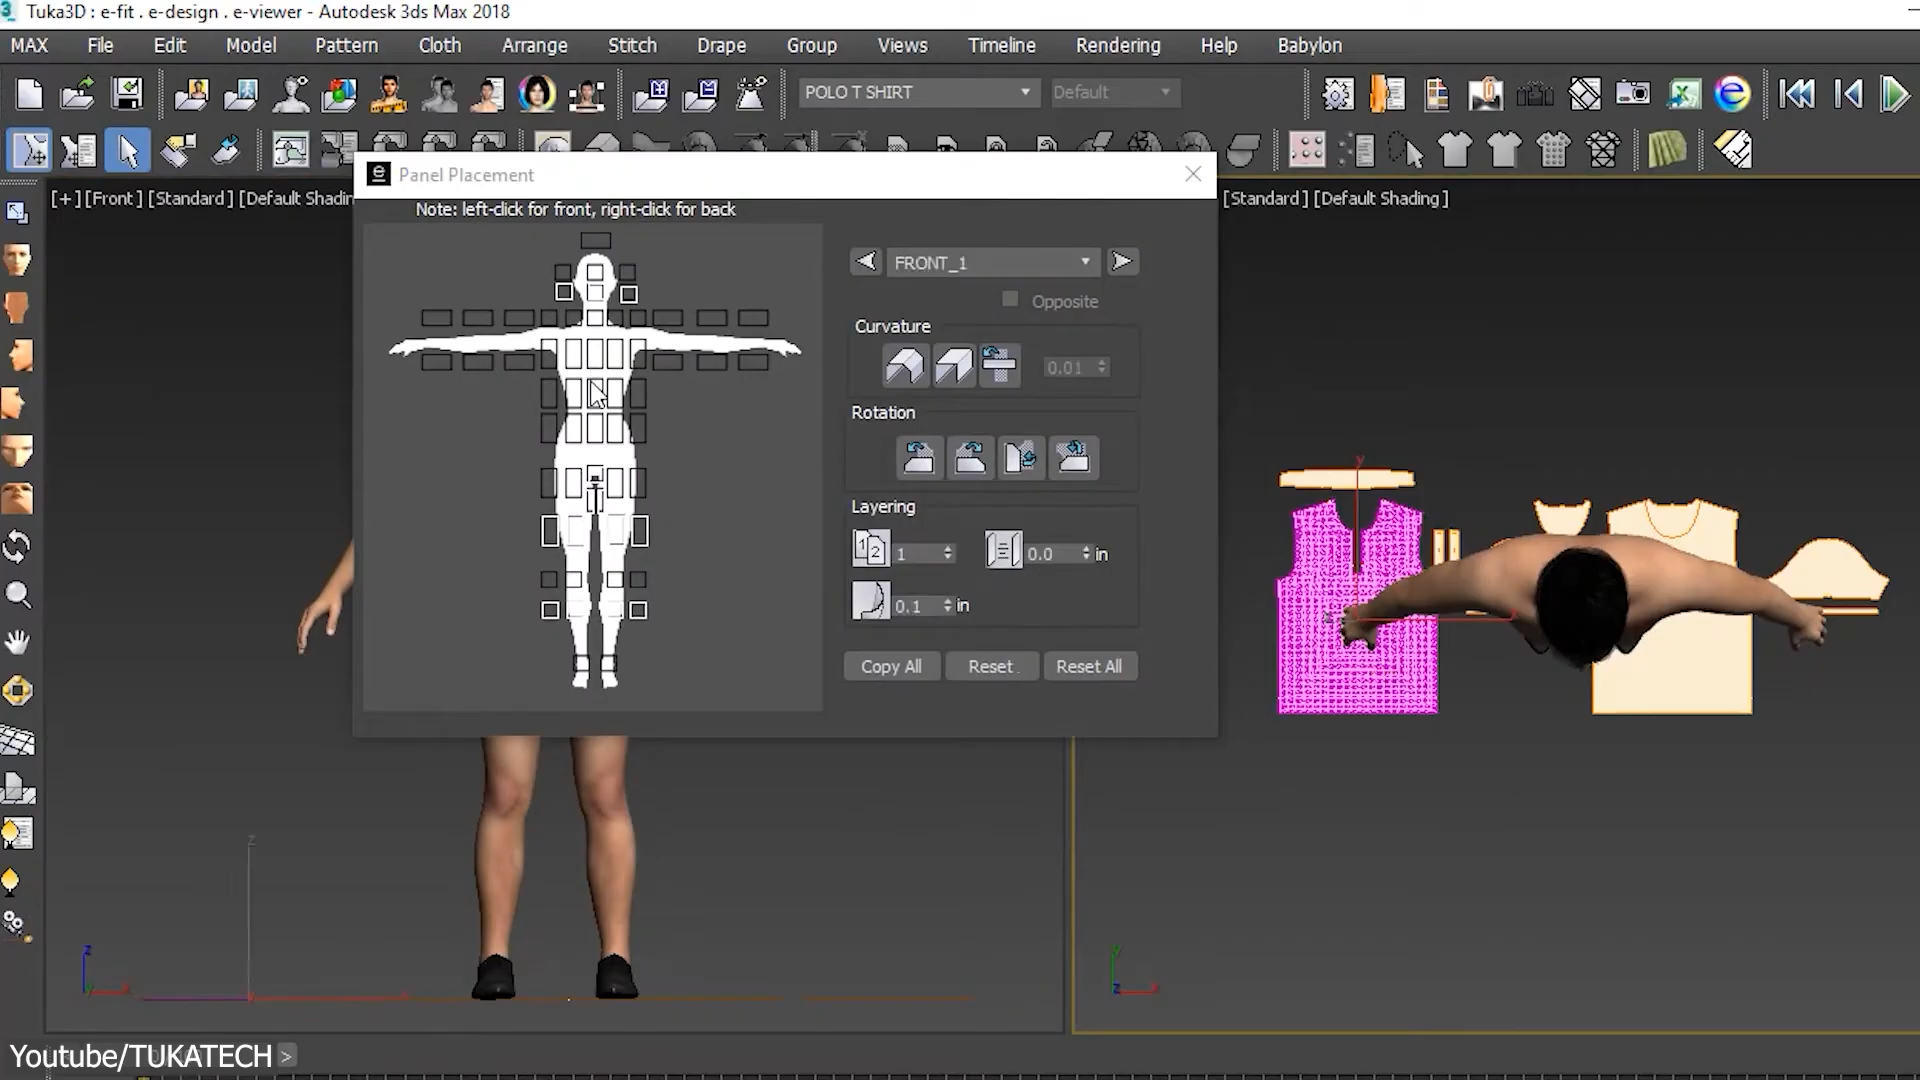 Tuka3D : e-fit . e-design . e-viewer - Autodesk 3ds Max 2018
MAX File Edit Model Pattern Cloth Arrange Stitch Drape Group Views Timeline Rendering Help Babylon
POLO T SHIRT Default
Panel Placement
[+] [Front] [Standard] [Default Shadin
[Standard] [Default Shading]
Note: left-click for front, right-click for back
FRONT_1
Opposite
Curvature
0.01
Rotation
Layering
1 2 1 0.0 in
0.1 in
Copy All Reset Reset All
y
z
z
x
y
x
y
z
x
Youtube/TUKATECH >